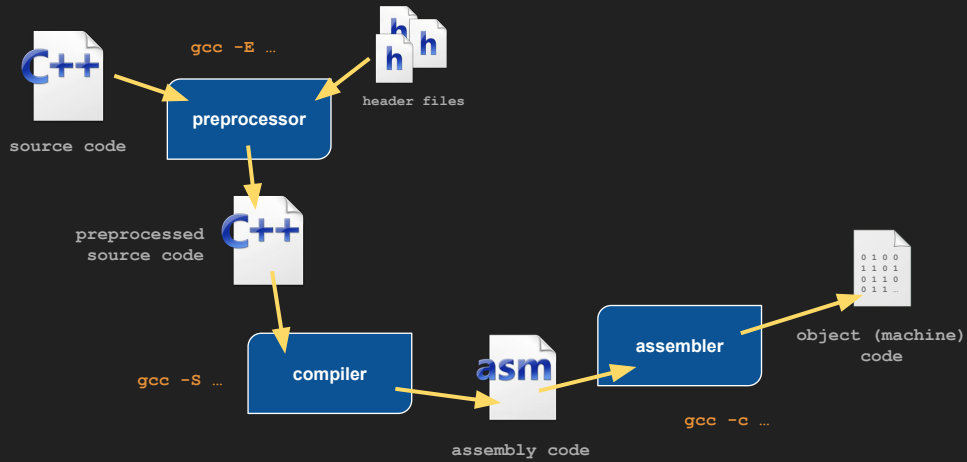 gcc -E …
C++
h
h
h
header files
preprocessor
source code
C++
preprocessed
source code
0 1 0 0
1 1 0 1
0 1 1 0
0 1 1 …
object (machine)
code
assembler
compiler
gcc -S …
asm
gcc -c …
assembly code